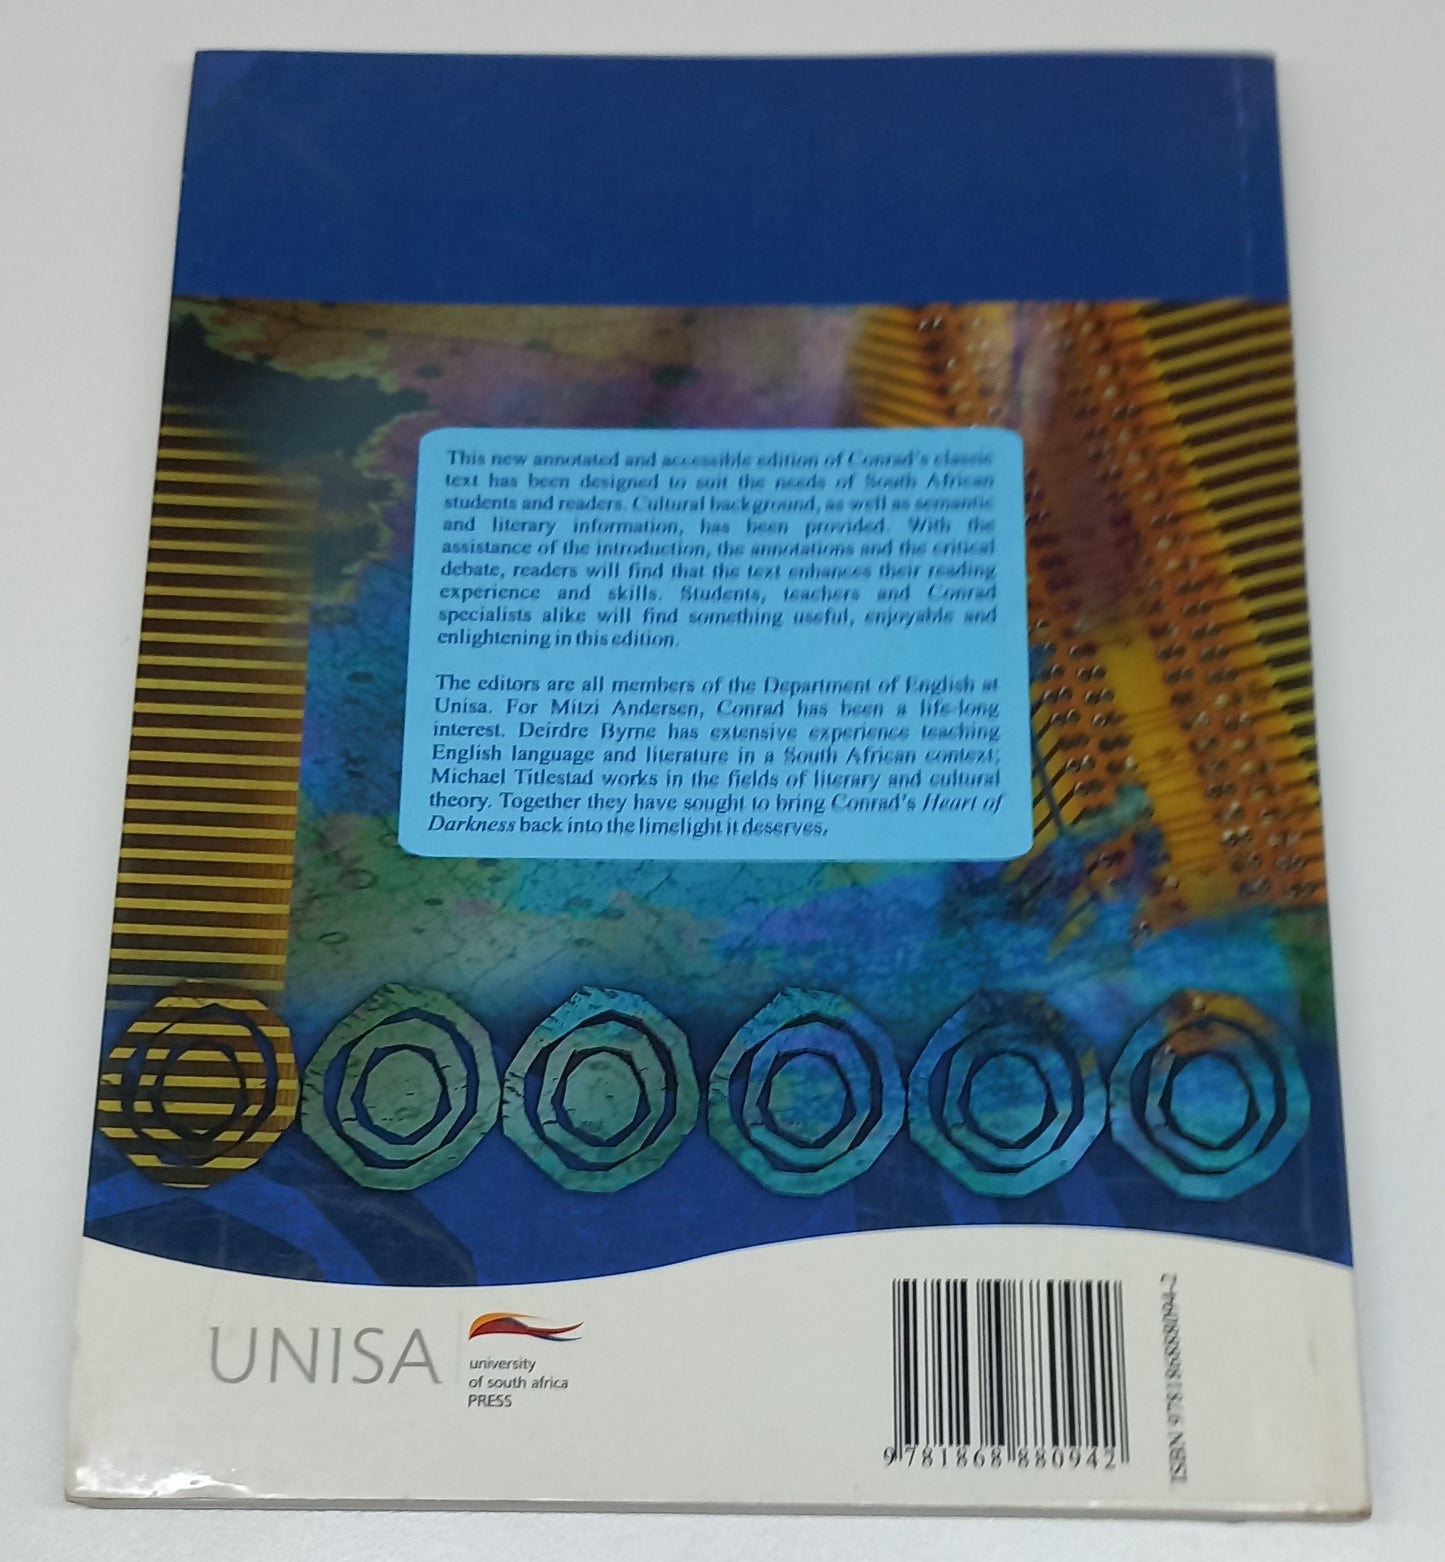 This new annotated and accessible edition of Conrad's classic
text has been designed to suit the needs of South African
students and readers. Cultural background, as well as semantic
and literary information, has been provided. With the
assistance of the introduction, the annotations and the critical
debate, readers will find that the text enhances their reading
experience and skills. Students, teachers and Conrad
specialists alike will find something useful, enjoyable and
enlightening in this edition.
The editors are all members of the Department of English at
Unisa. For Mitzi Andersen, Conrad has been a life-long
interest. Deirdre Byrne has extensive experience teaching
English language and literature in a South African context;
Michael Titlestad works in the fields of literary and cultural
theory. Together they have sought to bring Conrad's Heart of
Darkness back into the limelight it deserves.
UNISA
university
of south africa
PRESS
9 781868 880942
ISBN 978186888094-2